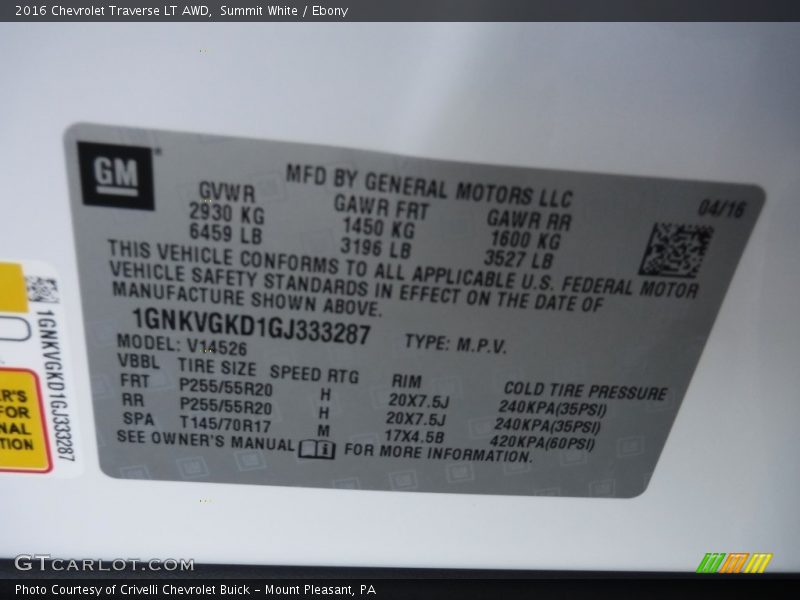 2016 Chevrolet Traverse LT AWD, Summit White / Ebony
GM
MFD BY GENERAL MOTORS LLC
04/16
GVWR GAWR FRT GAWR RR
2930 KG 1450 KG 1600 KG
6459 LB 3196 LB 3527 LB
THIS VEHICLE CONFORMS TO ALL APPLICABLE U.S. FEDERAL MOTOR
VEHICLE SAFETY STANDARDS IN EFFECT ON THE DATE OF
MANUFACTURE SHOWN ABOVE.
1GNKVGKD1GJ333287 TYPE: M.P.V.
MODEL: V14526
VBBL TIRE SIZE SPEED RTG RIM COLD TIRE PRESSURE
FRT P255/55R20 H 20X7.5J 240KPA(35PSI)
RR P255/55R20 H 20X7.5J 240KPA(35PSI)
SPA T145/70R17 M 17X4.5B 420KPA(60PSI)
SEE OWNER'S MANUAL FOR MORE INFORMATION.
1GNKVGKD1GJ333287
R'S
FOR
NAL
TION
GTCARLOT.COM
Photo Courtesy of Crivelli Chevrolet Buick - Mount Pleasant, PA